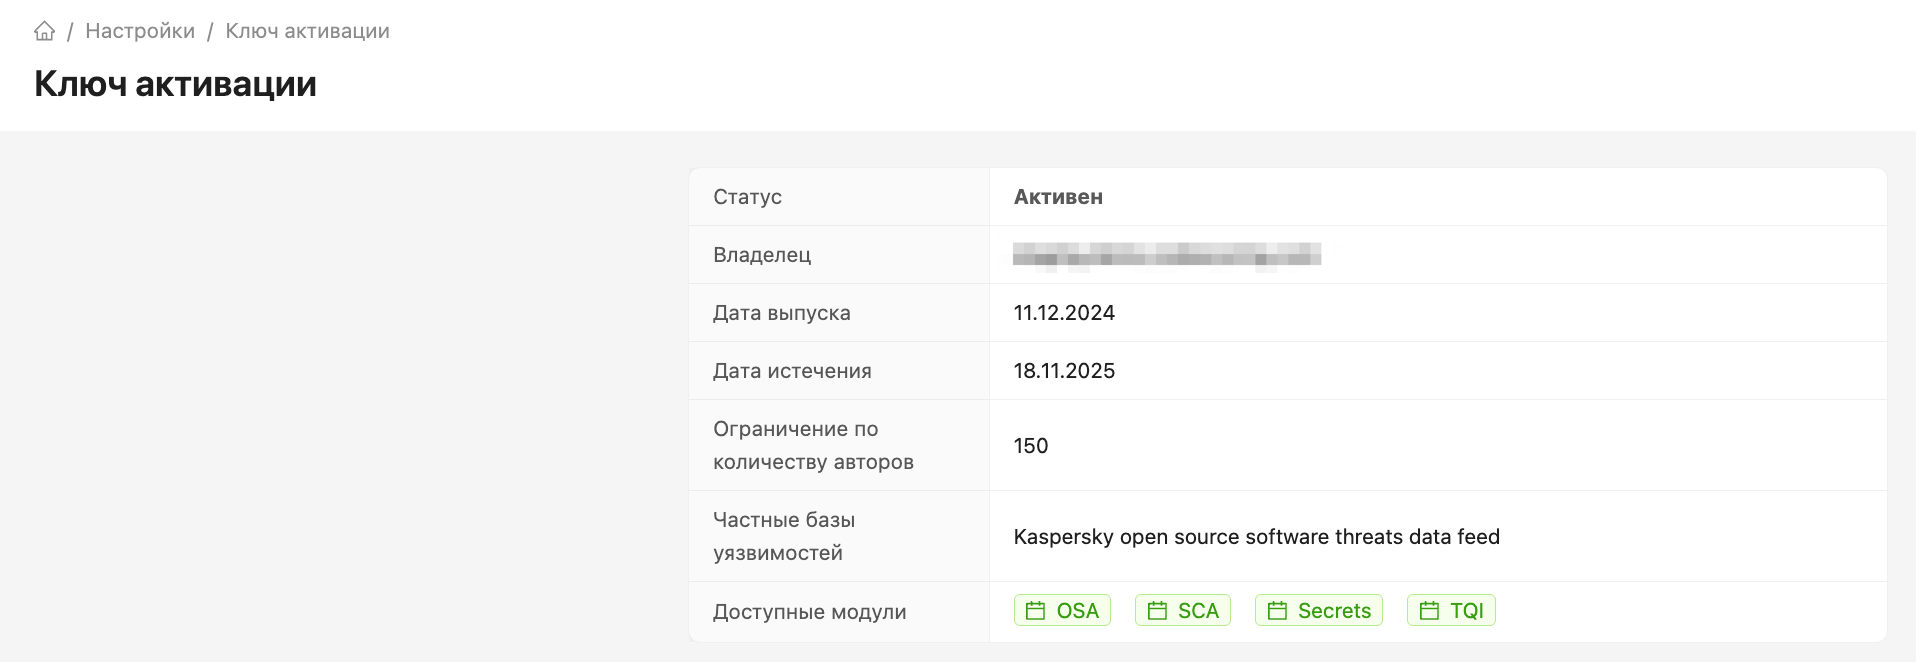 / Настройки / Ключ активации
Ключ активации
Статус
Активен
Владелец
Дата выпуска
11.12.2024
Дата истечения
18.11.2025
Ограничение по
количеству авторов
150
Частные базы
уязвимостей
Kaspersky open source software threats data feed
Доступные модули
OSA SCA Secrets TQI